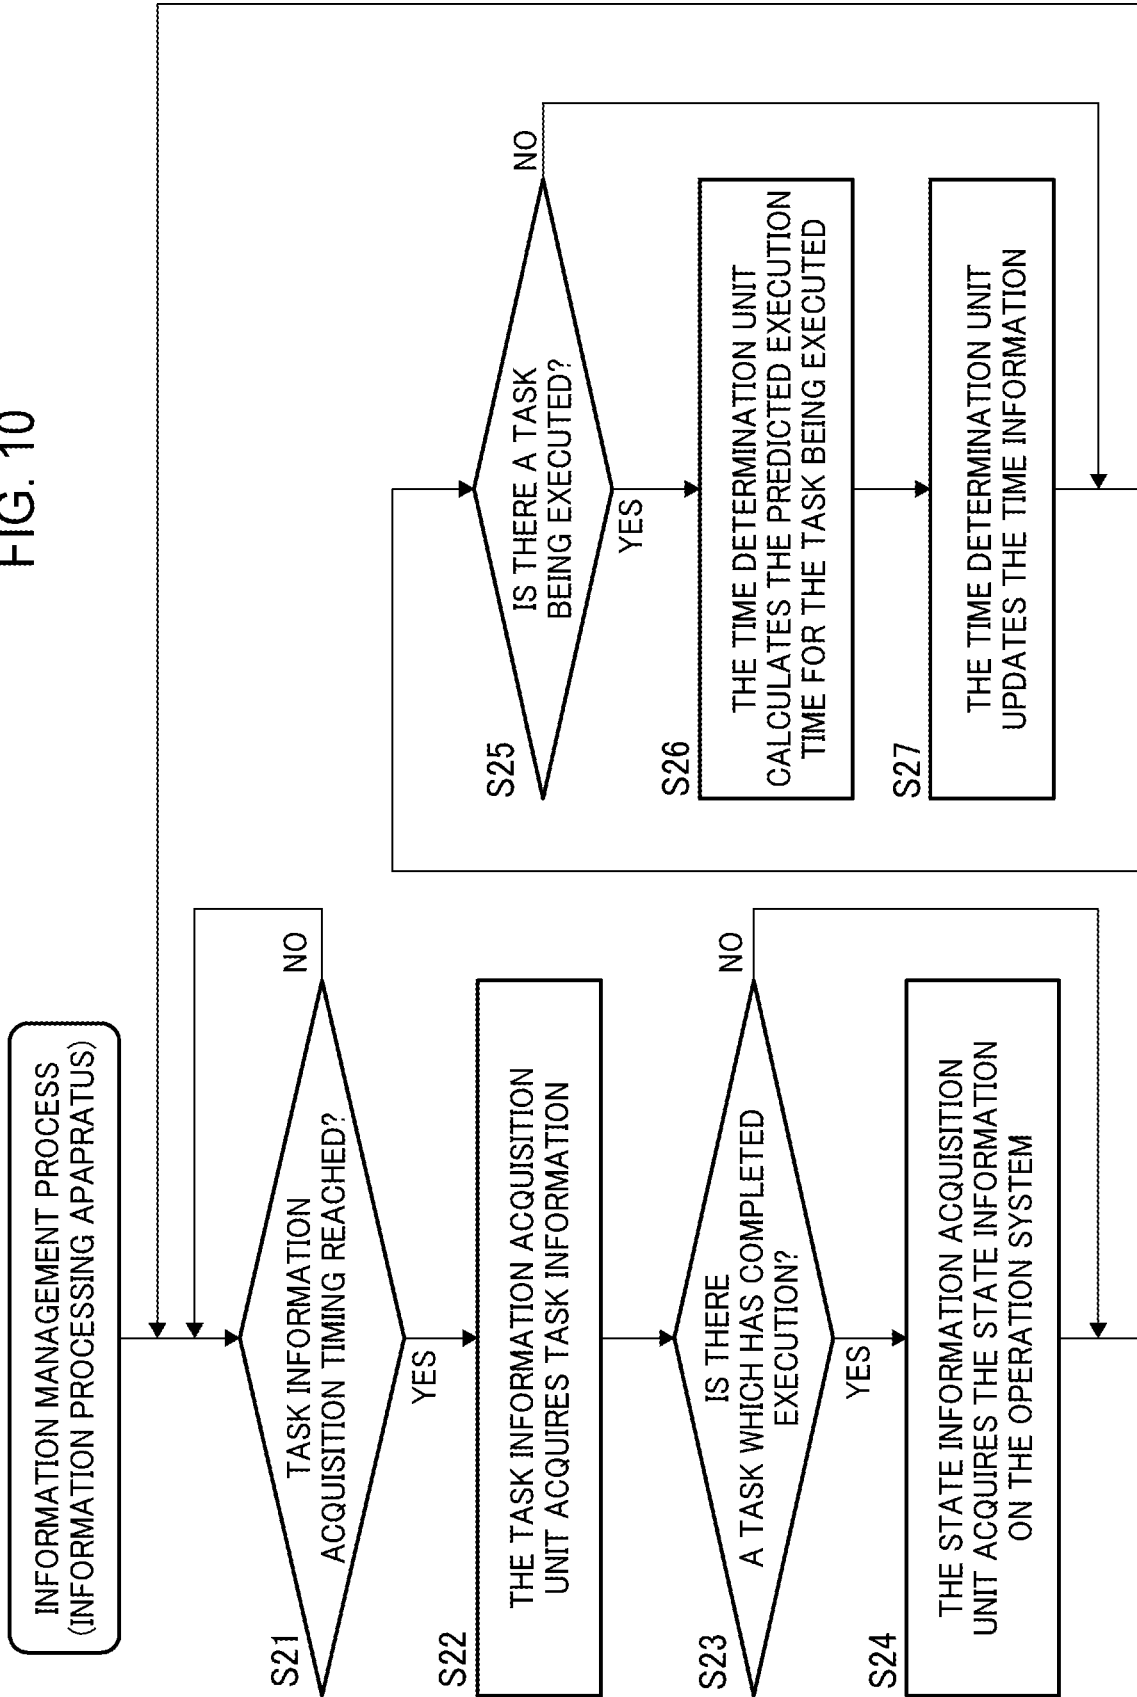 FIG. 10
INFORMATION MANAGEMENT PROCESS
(INFORMATION PROCESSING APAPRATUS)
S21
TASK INFORMATION
ACQUISITION TIMING REACHED?
NO
YES
S22
THE TASK INFORMATION ACQUISITION
UNIT ACQUIRES TASK INFORMATION
S23
IS THERE
A TASK WHICH HAS COMPLETED
EXECUTION?
NO
YES
S24
THE STATE INFORMATION ACQUISITION
UNIT ACQUIRES THE STATE INFORMATION
ON THE OPERATION SYSTEM
S25
IS THERE A TASK
BEING EXECUTED?
NO
YES
S26
THE TIME DETERMINATION UNIT
CALCULATES THE PREDICTED EXECUTION
TIME FOR THE TASK BEING EXECUTED
S27
THE TIME DETERMINATION UNIT
UPDATES THE TIME INFORMATION